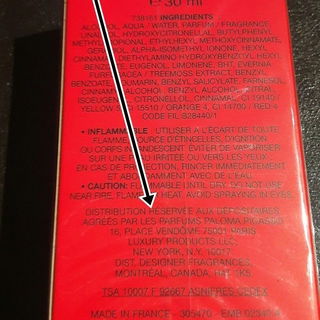 e 30 ml
738161 INGREDIENTS
ALCOHOL, AQUA / WATER, PARFUM / FRAGRANCE,
LINALOOL, HYDROXYCITRONELLAL, BUTYLPHENYL
METHYLPROPIONAL, ETHYLHEXYL METHOXYCINNAMATE,
GERANIOL, ALPHA-ISOMETHYL IONONE, HEXYL
CINNAMAL, DIETHYLAMINO HYDROXYBENZOYL HEXYL
BENZOATE, EUGENOL, LIMONENE, BHT, EVERNIA
FURFURACEA / TREEMOSS EXTRACT, BENZYL
BENZOATE, COUMARIN, BENZYL SALICYLATE, FARNESOL,
CINNAMYL ALCOHOL, BENZYL ALCOHOL,
ISOEUGENOL, CITRONELLOL, CINNAMAL, CI 19140 /
YELLOW 5, CI 15510 / ORANGE 4, CI 14700 / RED 4
CODE FIL B28440/1
• INFLAMMABLE UTILISER A L'ÉCART DE TOUTE
FLAMME, SOURCE D'ÉTINCELLES, D'IGNITION
OU CORPS INCANDESCENT. ÉVITER DE VAPORISER
SUR UNE PEAU IRRITÉE OU VERS LES YEUX.
EN CAS DE PROJECTION, RINCER IMMÉDIATEMENT
ET ABONDAMMENT AVEC DE L'EAU.
• CAUTION: FLAMMABLE UNTIL DRY. DO NOT USE
NEAR FIRE, FLAME OR HEAT. AVOID SPRAYING IN EYES.
DISTRIBUTION RÉSERVÉE AUX DÉPOSITAIRES
AGRÉÉS PAR LES PARFUMS PALOMA PICASSO
16, PLACE VENDÔME 75001 PARIS
LUXURY PRODUCTS LLC
NEW YORK, N.Y. 10017
DIST. DESIGNER FRAGRANCES
MONTRÉAL, CANADA, H4T 1K5
TSA 10007 F 92667 ASNIÈRES CEDEX
MADE IN FRANCE 305470 EMB